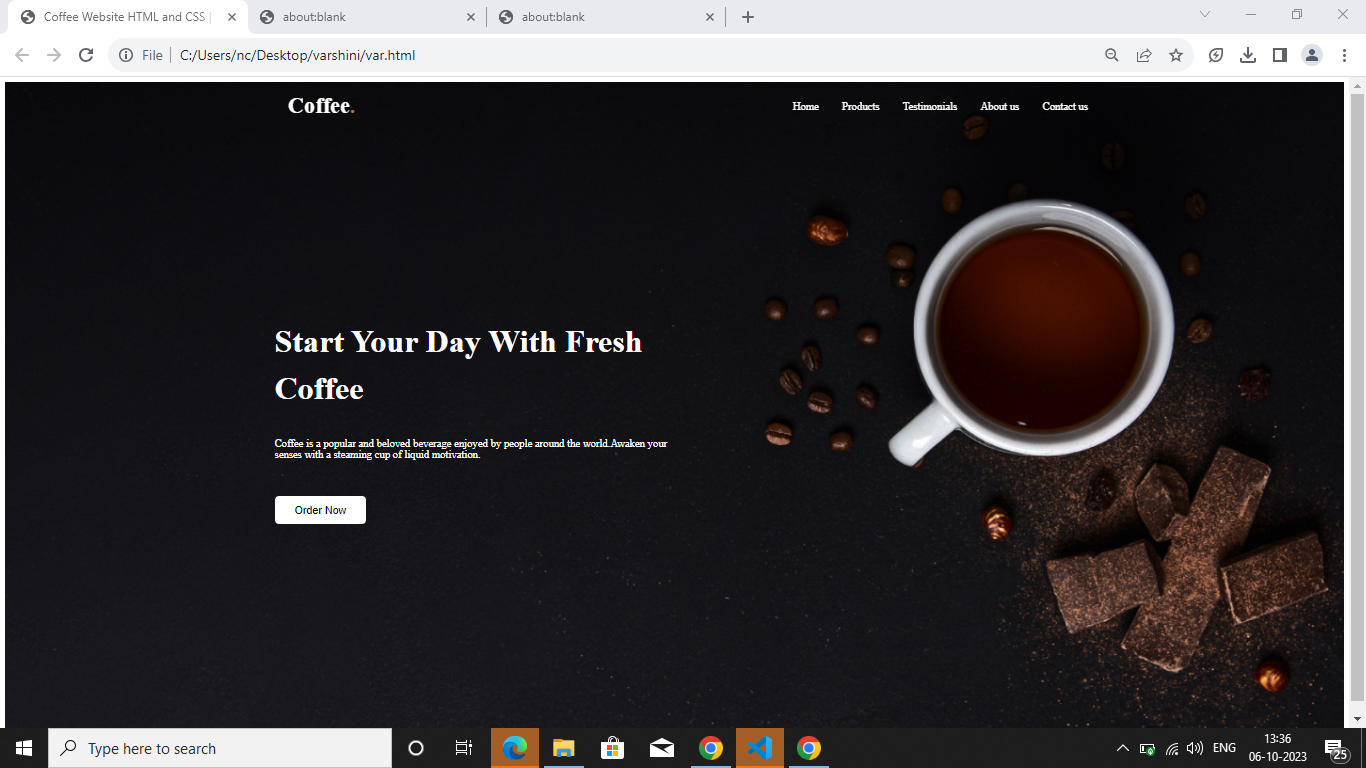 Coffee Website HTML and CSS |
about:blank
about:blank
File
C:/Users/nc/Desktop/varshini/var.html
Coffee.
Home Products Testimonials About us Contact us
Start Your Day With Fresh
Coffee
Coffee is a popular and beloved beverage enjoyed by people around the world.Awaken your
senses with a steaming cup of liquid motivation.
Order Now
Type here to search
ENG
13:36
06-10-2023
25